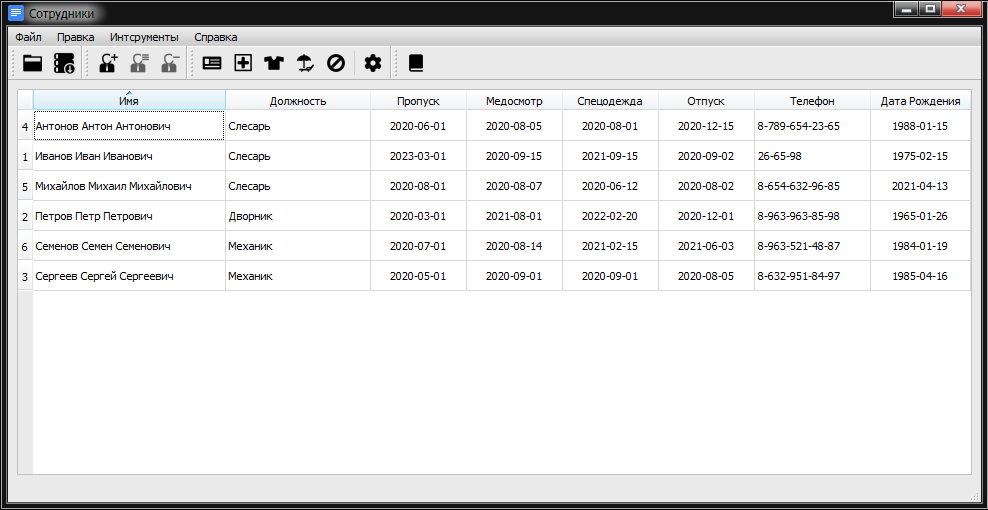 Сотрудники
Файл Правка Интсрументы Справка
Имя Должность Пропуск Медосмотр Спецодежда Отпуск Телефон Дата Рождения
4 Антонов Антон Антонович Слесарь 2020-06-01 2020-08-05 2020-08-01 2020-12-15 8-789-654-23-65 1988-01-15
1 Иванов Иван Иванович Слесарь 2023-03-01 2020-09-15 2021-09-15 2020-09-02 26-65-98 1975-02-15
5 Михайлов Михаил Михайлович Слесарь 2020-08-01 2020-08-07 2020-06-12 2020-08-02 8-654-632-96-85 2021-04-13
2 Петров Петр Петрович Дворник 2020-03-01 2021-08-01 2022-02-20 2020-12-01 8-963-963-85-98 1965-01-26
6 Семенов Семен Семенович Механик 2020-07-01 2020-08-14 2021-02-15 2021-06-03 8-963-521-48-87 1984-01-19
3 Сергеев Сергей Сергеевич Механик 2020-05-01 2020-09-01 2020-09-01 2020-08-05 8-632-951-84-97 1985-04-16